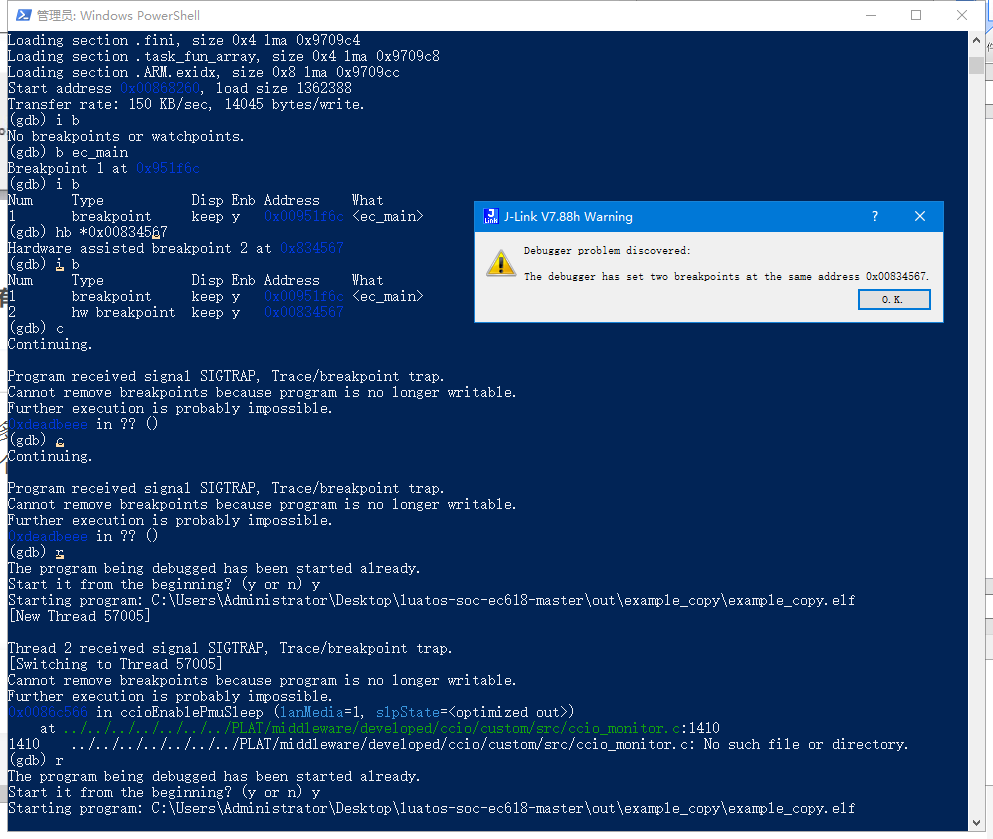 管理员: Windows PowerShell
Loading section .fini, size 0x4 lma 0x9709c4
Loading section .task_fun_array, size 0x4 lma 0x9709c8
Loading section .ARM.exidx, size 0x8 lma 0x9709cc
Start address 0x00868260, load size 1362388
Transfer rate: 150 KB/sec, 14045 bytes/write.
(gdb) i b
No breakpoints or watchpoints.
(gdb) b ec_main
Breakpoint 1 at 0x951f6c
(gdb) i b
Num     Type           Disp Enb Address    What
1       breakpoint     keep y   0x00951f6c <ec_main>
(gdb) hb *0x00834567
Hardware assisted breakpoint 2 at 0x834567
(gdb) i b
Num     Type           Disp Enb Address    What
1       breakpoint     keep y   0x00951f6c <ec_main>
2       hw breakpoint  keep y   0x00834567
(gdb) c
Continuing.
Program received signal SIGTRAP, Trace/breakpoint trap.
Cannot remove breakpoints because program is no longer writable.
Further execution is probably impossible.
0xdeadbeee in ?? ()
(gdb) c
Continuing.
Program received signal SIGTRAP, Trace/breakpoint trap.
Cannot remove breakpoints because program is no longer writable.
Further execution is probably impossible.
0xdeadbeee in ?? ()
(gdb) r
The program being debugged has been started already.
Start it from the beginning? (y or n) y
Starting program: C:\Users\Administrator\Desktop\luatos-soc-ec618-master\out\example_copy\example_copy.elf
[New Thread 57005]
Thread 2 received signal SIGTRAP, Trace/breakpoint trap.
[Switching to Thread 57005]
Cannot remove breakpoints because program is no longer writable.
Further execution is probably impossible.
0x0086c566 in ccioEnablePmuSleep (lanMedia=1, slpState=<optimized out>)
at ../../../../../../../PLAT/middleware/developed/ccio/custom/src/ccio_monitor.c:1410
1410    ../../../../../../../PLAT/middleware/developed/ccio/custom/src/ccio_monitor.c: No such file or directory.
(gdb) r
The program being debugged has been started already.
Start it from the beginning? (y or n) y
Starting program: C:\Users\Administrator\Desktop\luatos-soc-ec618-master\out\example_copy\example_copy.elf
J-Link V7.88h Warning
Debugger problem discovered:
The debugger has set two breakpoints at the same address 0x00834567.
O.K.